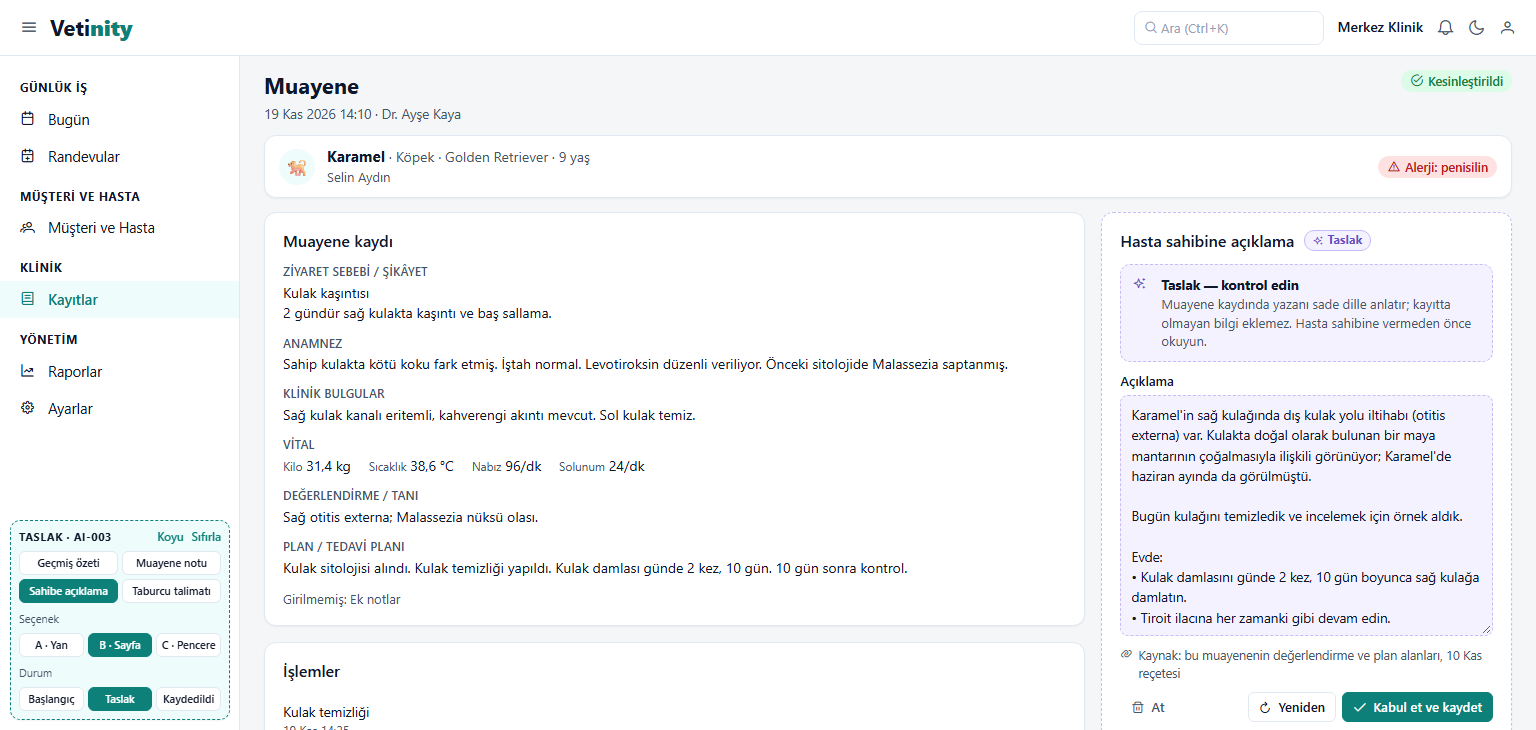 Vetinity
Ara (Ctrl+K)
Merkez Klinik
GÜNLÜK İŞ
Bugün
Randevular
MÜŞTERİ VE HASTA
Müşteri ve Hasta
KLİNİK
Kayıtlar
YÖNETİM
Raporlar
Ayarlar
TASLAK · AI-003
Koyu
Sıfırla
Geçmiş özeti
Muayene notu
Sahibe açıklama
Taburcu talimatı
Seçenek
A · Yan
B · Sayfa
C · Pencere
Durum
Başlangıç
Taslak
Kaydedildi
Muayene
19 Kas 2026 14:10 · Dr. Ayşe Kaya
Kesinleştirildi
Karamel · Köpek · Golden Retriever · 9 yaş
Selin Aydın
Alerji: penisilin
Muayene kaydı
ZİYARET SEBEBİ / ŞİKÂYET
Kulak kaşıntısı
2 gündür sağ kulakta kaşıntı ve baş sallama.
ANAMNEZ
Sahip kulakta kötü koku fark etmiş. İştah normal. Levotiroksin düzenli veriliyor. Önceki sitolojide Malassezia saptanmış.
KLİNİK BULGULAR
Sağ kulak kanalı eritemli, kahverengi akıntı mevcut. Sol kulak temiz.
VİTAL
Kilo 31,4 kg Sıcaklık 38,6 °C Nabız 96/dk Solunum 24/dk
DEĞERLENDİRME / TANI
Sağ otitis externa; Malassezia nüksü olası.
PLAN / TEDAVİ PLANI
Kulak sitolojisi alındı. Kulak temizliği yapıldı. Kulak damlası günde 2 kez, 10 gün. 10 gün sonra kontrol.
Girilmemiş: Ek notlar
İşlemler
Kulak temizliği
19 Kas 14:25
Hasta sahibine açıklama
Taslak
Taslak — kontrol edin
Muayene kaydında yazanı sade dille anlatır; kayıtta
olmayan bilgi eklemez. Hasta sahibine vermeden önce
okuyun.
Açıklama
Karamel'in sağ kulağında dış kulak yolu iltihabı (otitis
externa) var. Kulakta doğal olarak bulunan bir maya
mantarının çoğalmasıyla ilişkili görünüyor; Karamel'de
haziran ayında da görülmüştü.
Bugün kulağını temizledik ve incelemek için örnek aldık.
Evde:
• Kulak damlasını günde 2 kez, 10 gün boyunca sağ kulağa
damlatın.
• Tiroit ilacına her zamanki gibi devam edin.
Kaynak: bu muayenenin değerlendirme ve plan alanları, 10 Kas
reçetesi
At
Yeniden
Kabul et ve kaydet